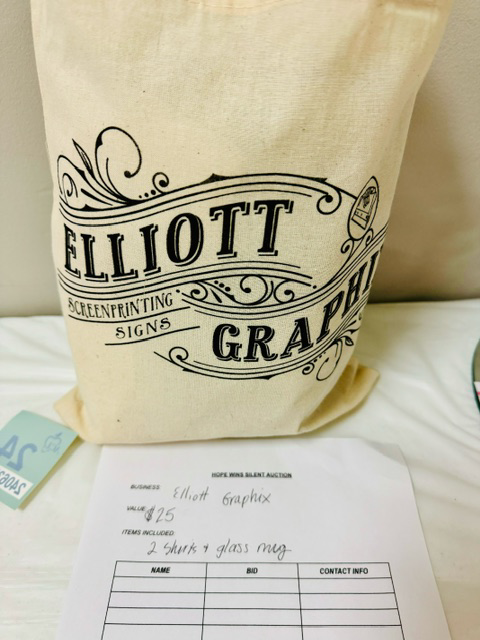 ELLIOTT
SCREENPRINTING
SIGNS
GRAPHI
HOPE WINS SILENT AUCTION
BUSINESS Elliott Graphix
VALUE $25
ITEMS INCLUDED:
2 Shirts + glass mug
NAME BID CONTACT INFO